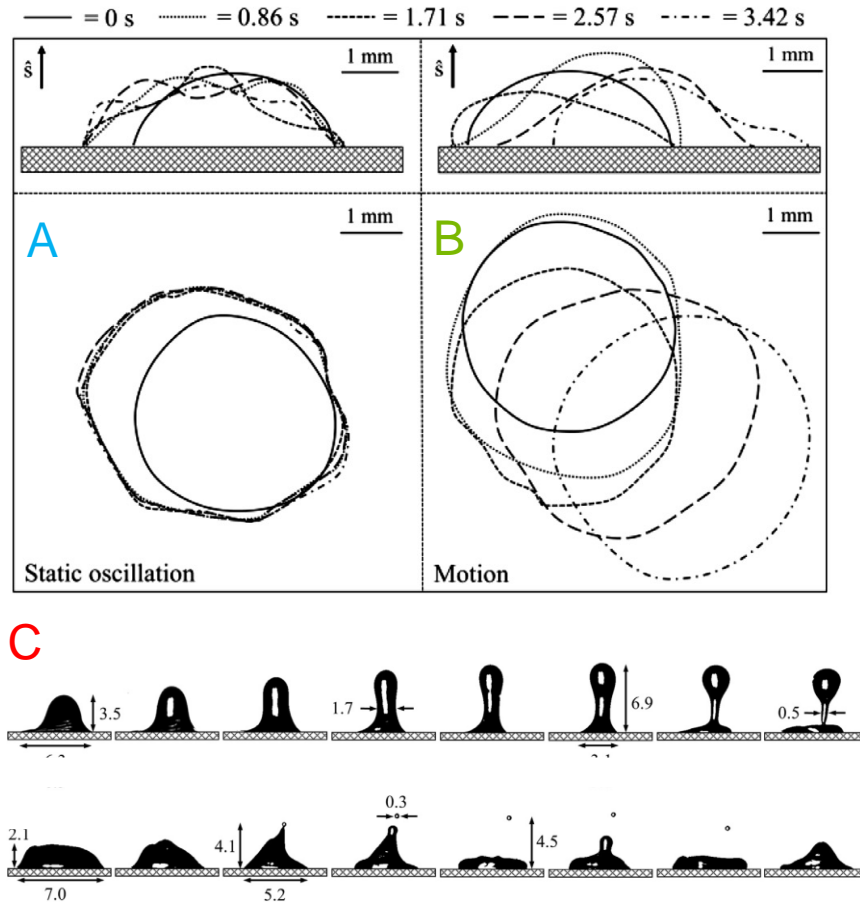 = 0 s = 0.86 s = 1.71 s = 2.57 s = 3.42 s
ŝ 1 mm ŝ 1 mm
1 mm 1 mm
A B
Static oscillation Motion
C
3.5 1.7 6.9 0.5
0.3
2.1 4.1 4.5
7.0 5.2